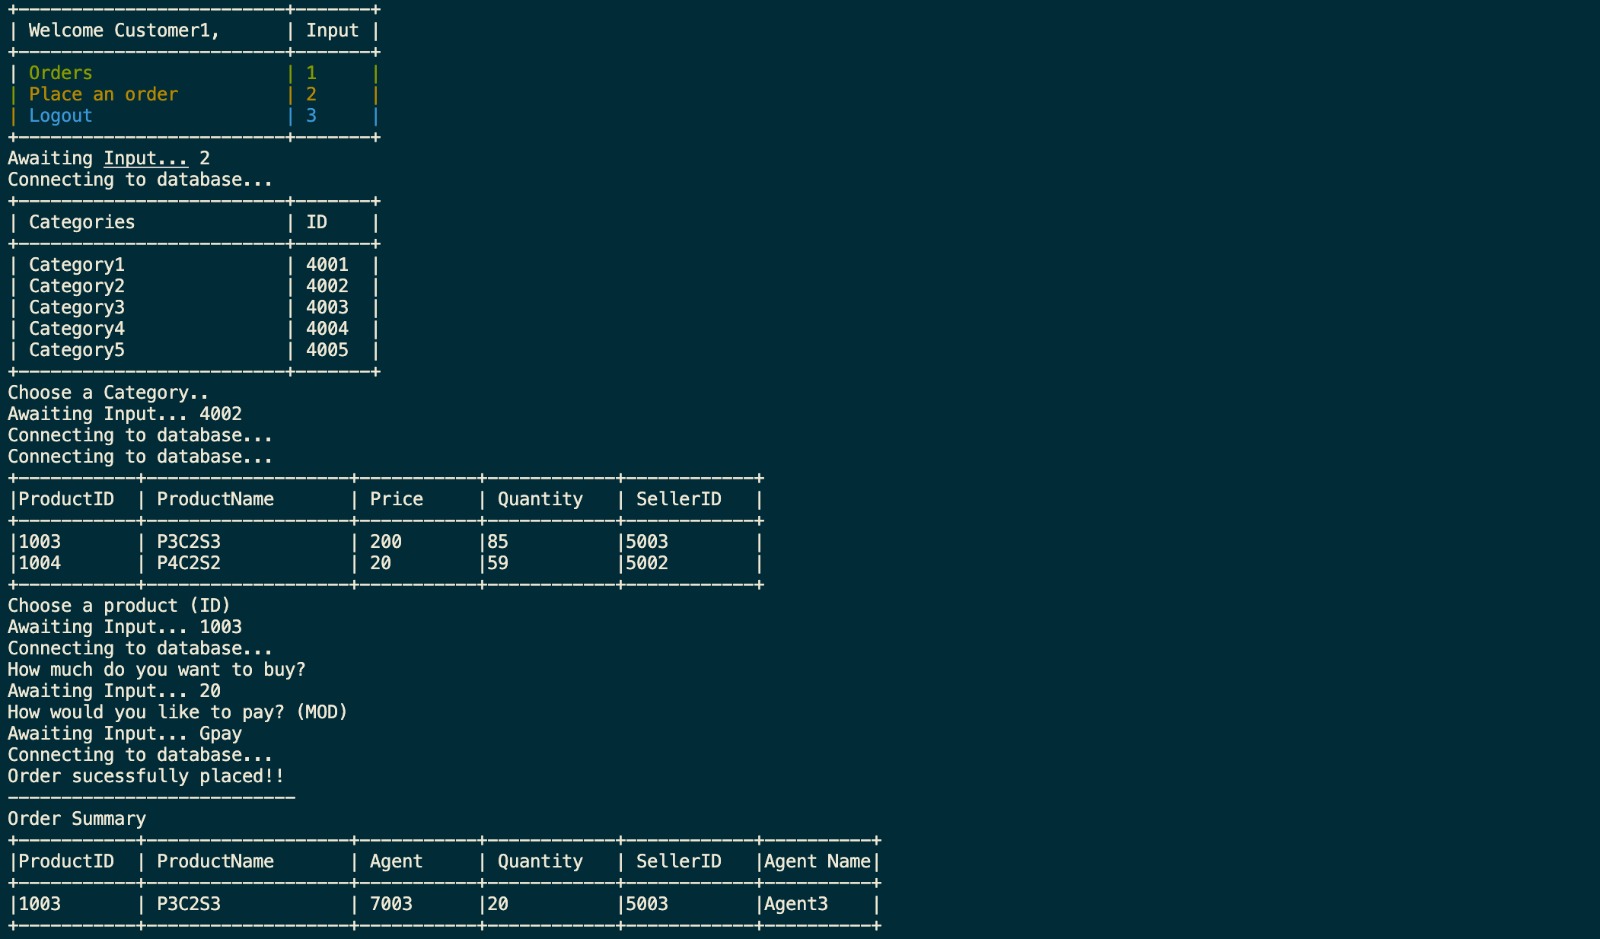 +-------------------------+-------+
| Welcome Customer1,      | Input |
+-------------------------+-------+
| Orders                  | 1     |
| Place an order          | 2     |
| Logout                  | 3     |
+-------------------------+-------+
Awaiting Input... 2
Connecting to database...
+-------------------------+-------+
| Categories              | ID    |
+-------------------------+-------+
| Category1               | 4001  |
| Category2               | 4002  |
| Category3               | 4003  |
| Category4               | 4004  |
| Category5               | 4005  |
+-------------------------+-------+
Choose a Category..
Awaiting Input... 4002
Connecting to database...
Connecting to database...
+-----------+-------------------+-----------+------------+------------+
|ProductID  | ProductName       | Price     | Quantity   | SellerID   |
+-----------+-------------------+-----------+------------+------------+
|1003       | P3C2S3            | 200       |85          |5003        |
|1004       | P4C2S2            | 20        |59          |5002        |
+-----------+-------------------+-----------+------------+------------+
Choose a product (ID)
Awaiting Input... 1003
Connecting to database...
How much do you want to buy?
Awaiting Input... 20
How would you like to pay? (MOD)
Awaiting Input... Gpay
Connecting to database...
Order sucessfully placed!!
---------------------------
Order Summary
+-----------+-------------------+-----------+------------+------------+----------+
|ProductID  | ProductName       | Agent     | Quantity   | SellerID   |Agent Name|
+-----------+-------------------+-----------+------------+------------+----------+
|1003       | P3C2S3            | 7003      |20          |5003        |Agent3    |
+-----------+-------------------+-----------+------------+------------+----------+